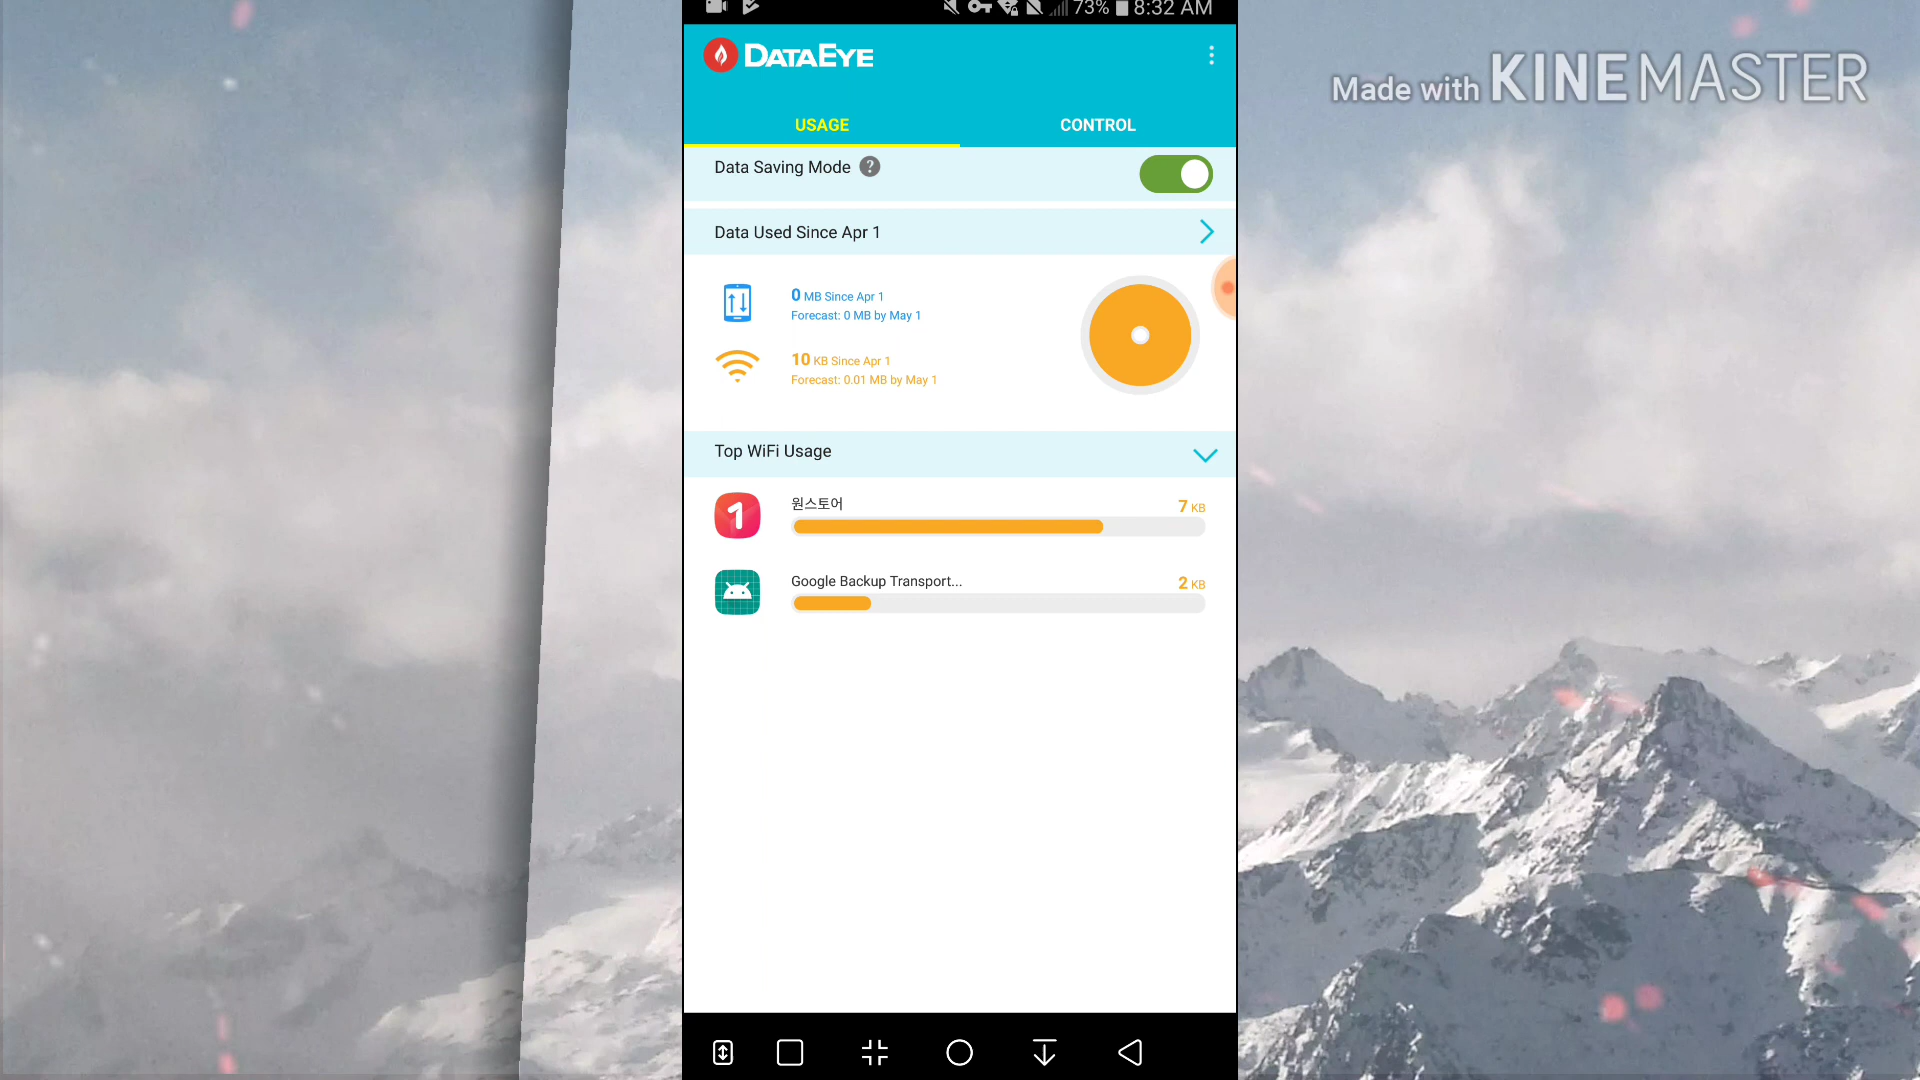 73% 8:32 AM
DATAEYE
Made with KINEMASTER
USAGE CONTROL
Data Saving Mode ?
Data Used Since Apr 1
0 MB Since Apr 1
Forecast: 0 MB by May 1
10 KB Since Apr 1
Forecast: 0.01 MB by May 1
Top WiFi Usage
원스토어 7 KB
Google Backup Transport... 2 KB